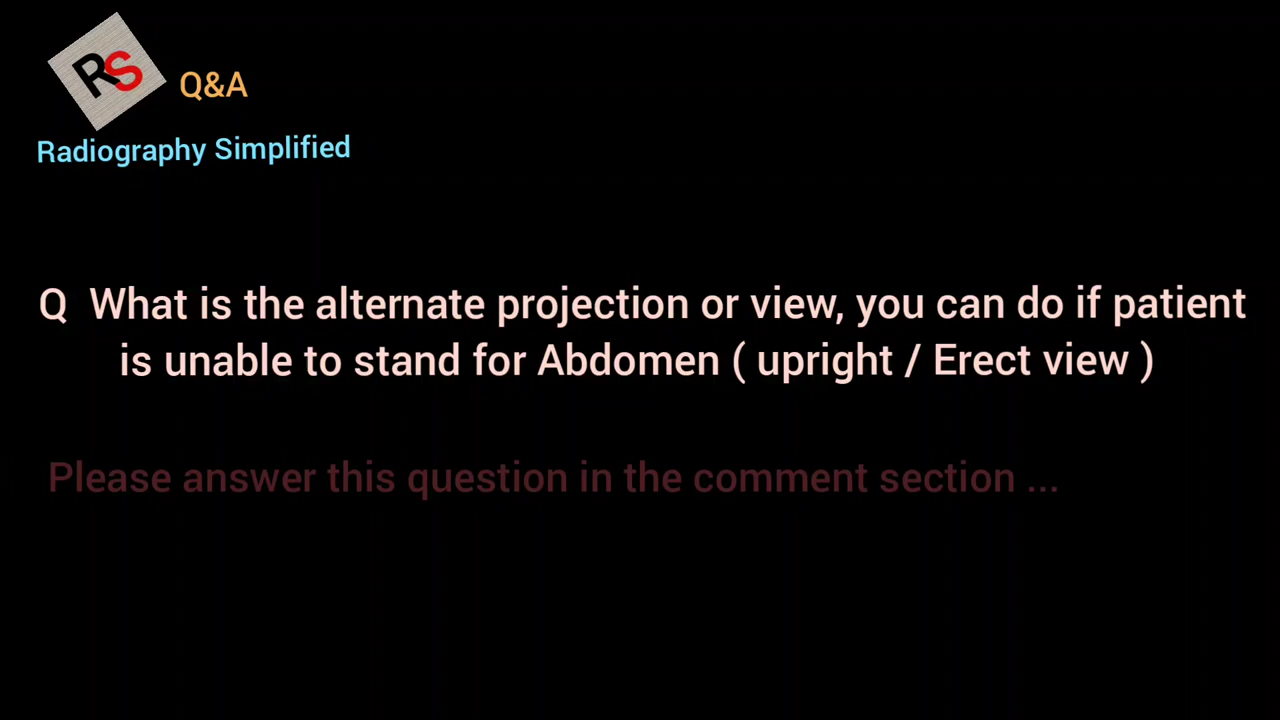 RS
Q&A
Radiography Simplified
Q What is the alternate projection or view, you can do if patient
is unable to stand for Abdomen ( upright / Erect view )
Please answer this question in the comment section ...